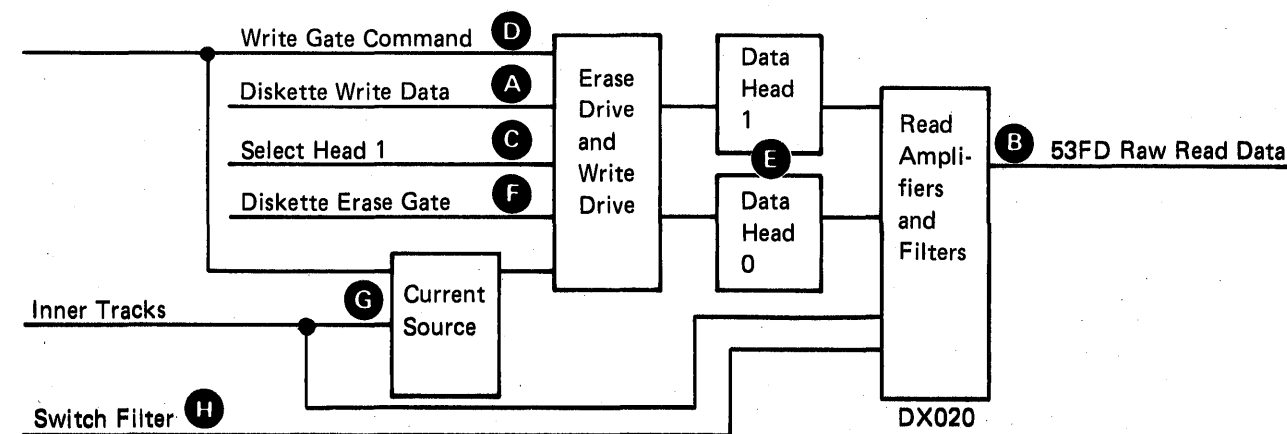 Write Gate Command D
Diskette Write Data A
Select Head 1 C
Diskette Erase Gate F
Erase
Drive
and
Write
Drive
Data
Head
1
E
Data
Head
0
Read
Ampli-
fiers
and
Filters
B 53FD Raw Read Data
G
Current
Source
Inner Tracks
Switch Filter H
DX020